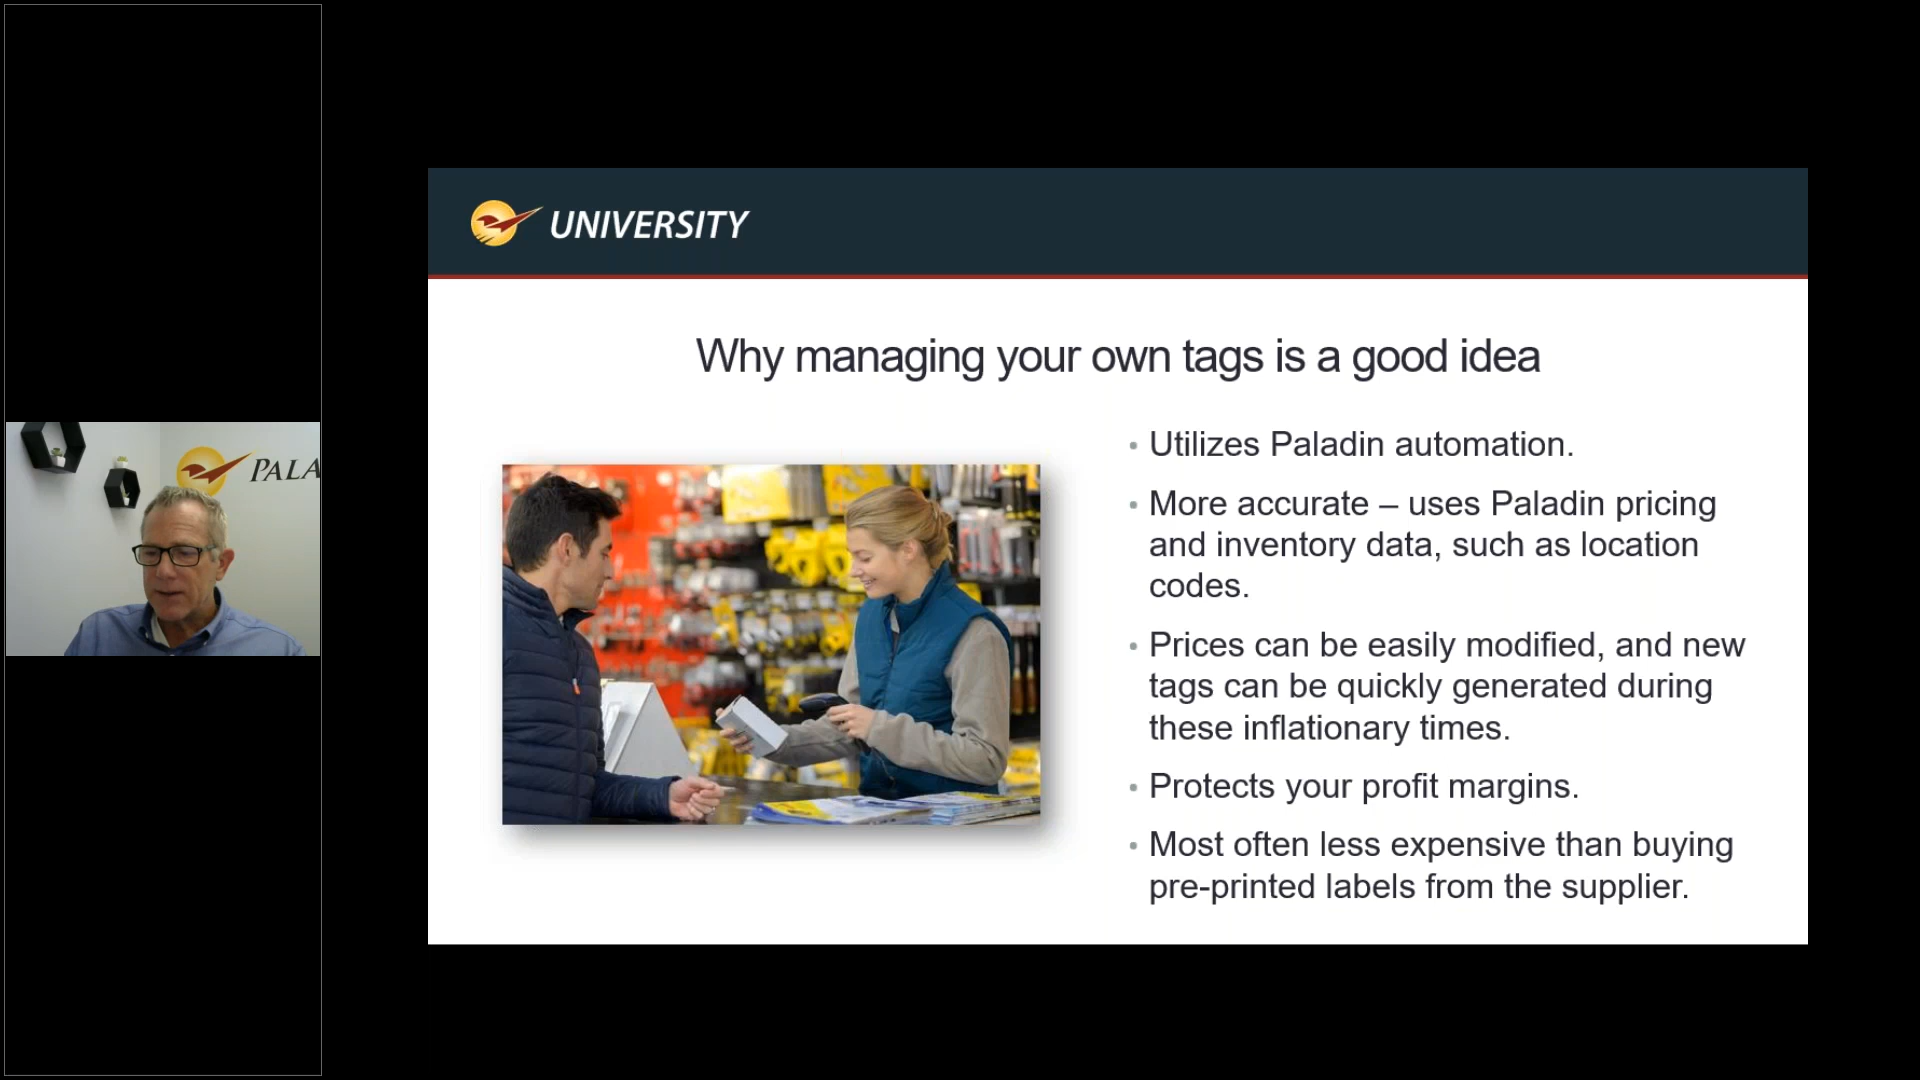 UNIVERSITY
Why managing your own tags is a good idea
PALA
• Utilizes Paladin automation.
• More accurate – uses Paladin pricing
and inventory data, such as location
codes.
• Prices can be easily modified, and new
tags can be quickly generated during
these inflationary times.
• Protects your profit margins.
• Most often less expensive than buying
pre-printed labels from the supplier.